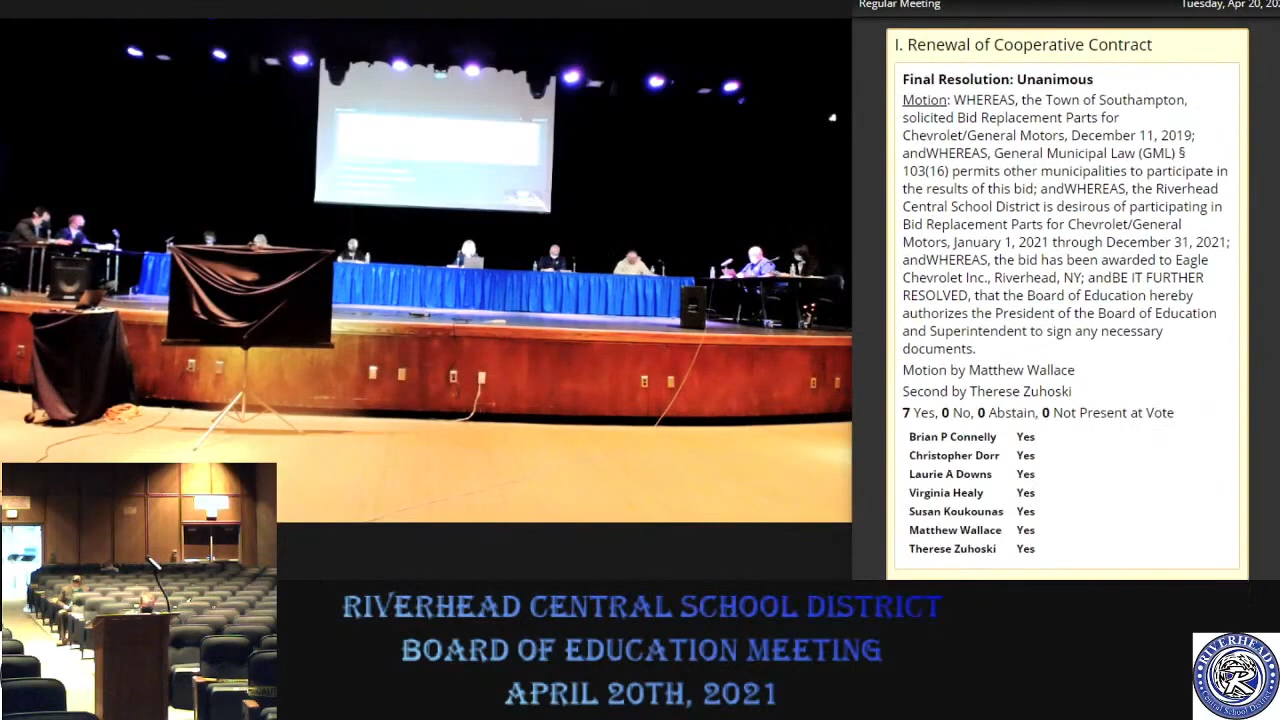 Regular Meeting
Tuesday, Apr 20, 202
I. Renewal of Cooperative Contract
Final Resolution: Unanimous
Motion: WHEREAS, the Town of Southampton,
solicited Bid Replacement Parts for
Chevrolet/General Motors, December 11, 2019;
andWHEREAS, General Municipal Law (GML) §
103(16) permits other municipalities to participate in
the results of this bid; andWHEREAS, the Riverhead
Central School District is desirous of participating in
Bid Replacement Parts for Chevrolet/General
Motors, January 1, 2021 through December 31, 2021;
andWHEREAS, the bid has been awarded to Eagle
Chevrolet Inc., Riverhead, NY; andBE IT FURTHER
RESOLVED, that the Board of Education hereby
authorizes the President of the Board of Education
and Superintendent to sign any necessary
documents.
Motion by Matthew Wallace
Second by Therese Zuhoski
7 Yes, 0 No, 0 Abstain, 0 Not Present at Vote
Brian P Connelly Yes
Christopher Dorr Yes
Laurie A Downs Yes
Virginia Healy Yes
Susan Koukounas Yes
Matthew Wallace Yes
Therese Zuhoski Yes
RIVERHEAD CENTRAL SCHOOL DISTRICT
BOARD OF EDUCATION MEETING
APRIL 20TH, 2021
RIVERHEAD
R
Central School District